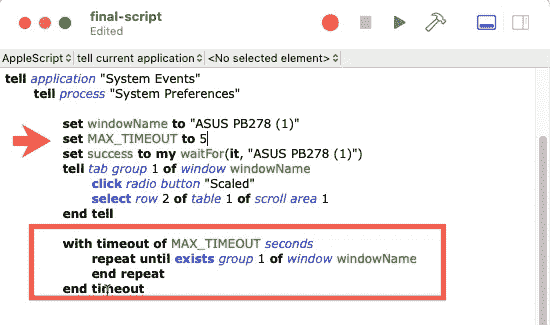 final-script
Edited
AppleScript tell current application <No selected element>
tell application "System Events"
tell process "System Preferences"
set windowName to "ASUS PB278 (1)"
set MAX_TIMEOUT to 5
set success to my waitFor(it, "ASUS PB278 (1)")
tell tab group 1 of window windowName
click radio button "Scaled"
select row 2 of table 1 of scroll area 1
end tell
with timeout of MAX_TIMEOUT seconds
repeat until exists group 1 of window windowName
end repeat
end timeout